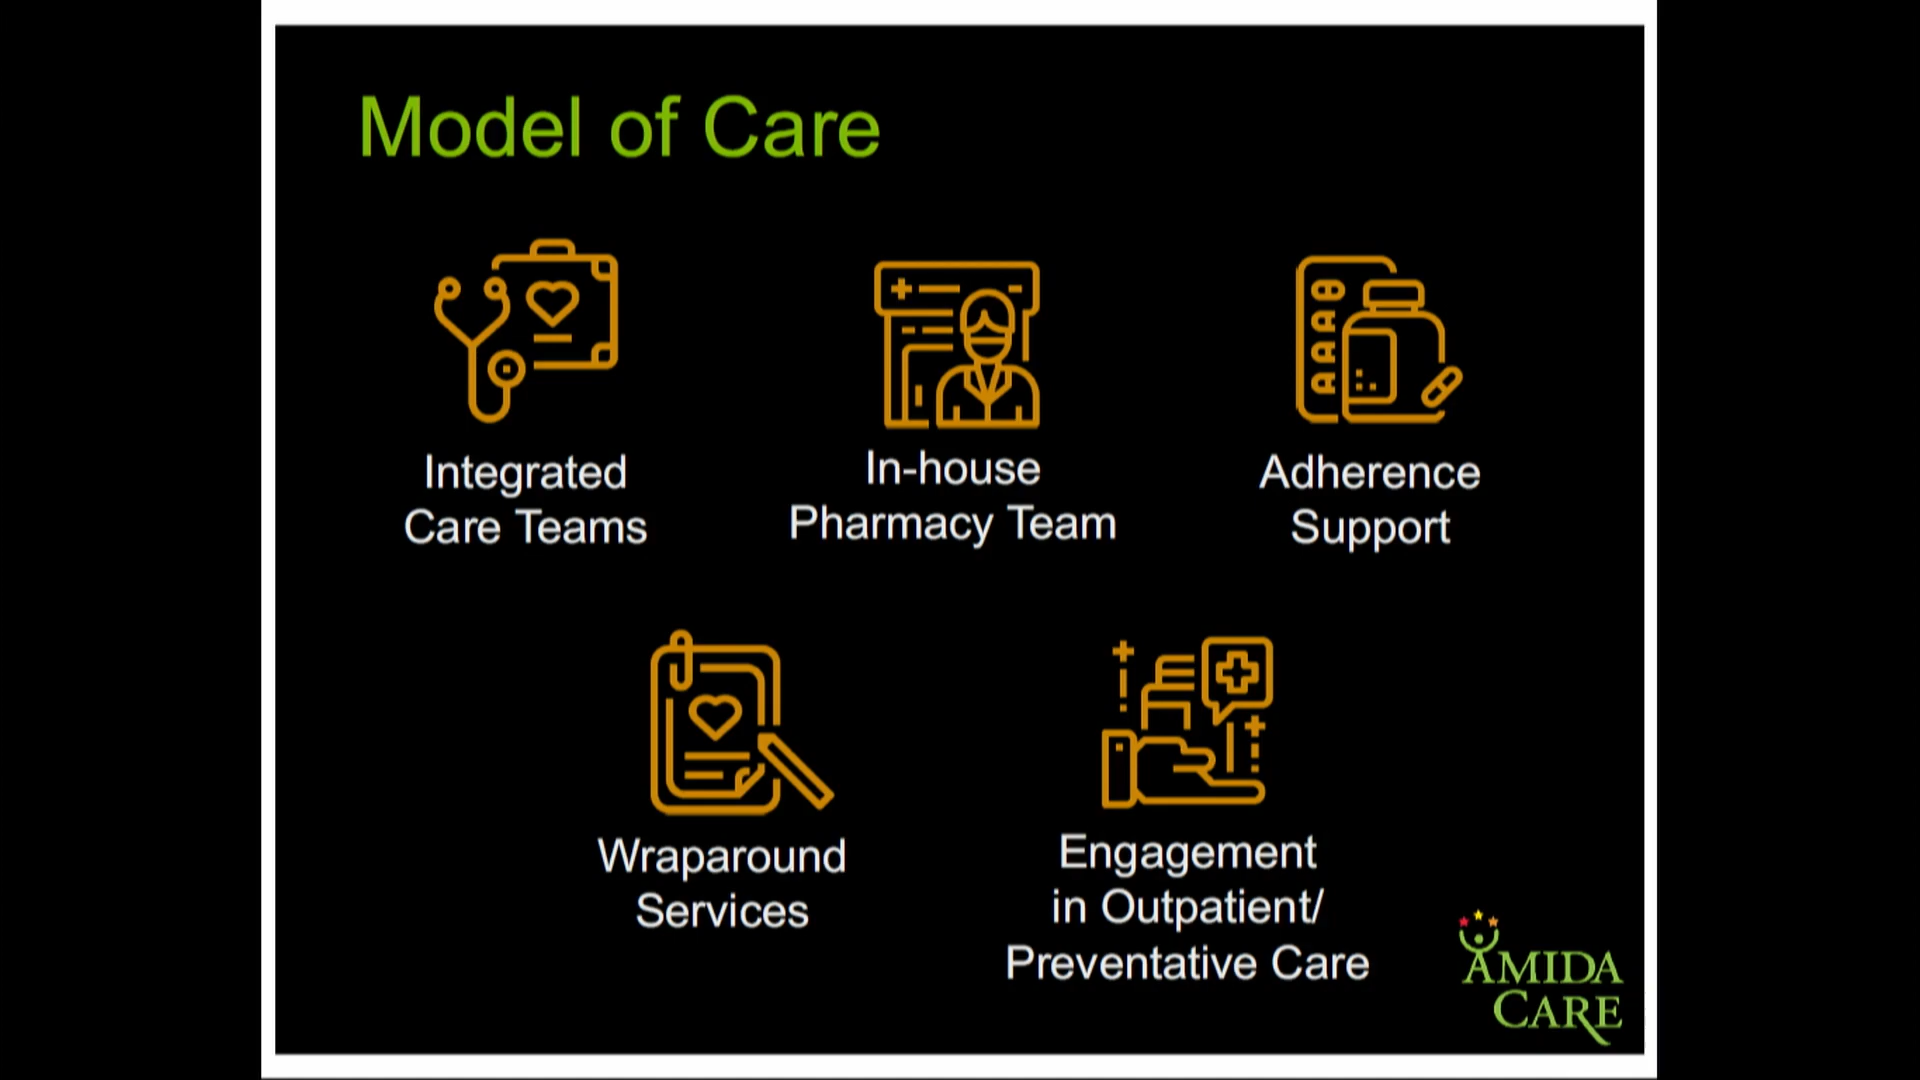 Model of Care
Integrated
Care Teams
In-house
Pharmacy Team
Adherence
Support
Wraparound
Services
Engagement
in Outpatient/
Preventative Care
AMIDA
CARE